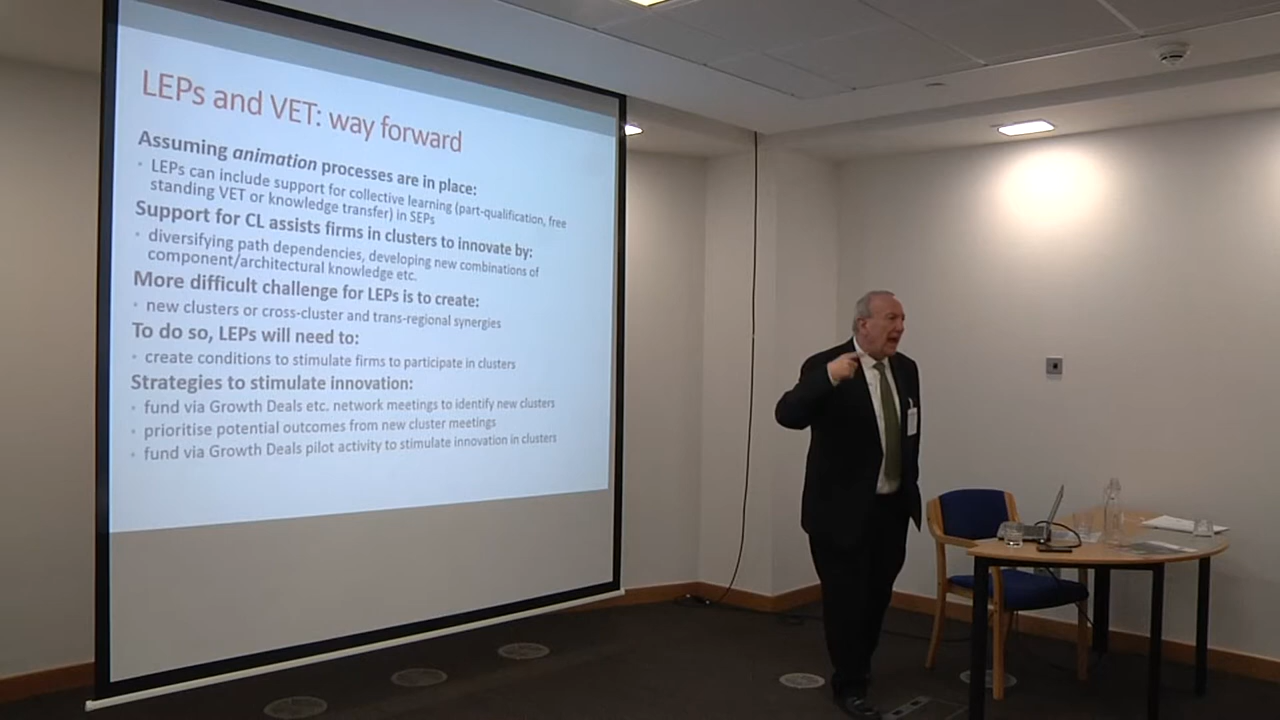 LEPs and VET: way forward
Assuming animation processes are in place:
• LEPs can include support for collective learning (part-qualification, free
standing VET or knowledge transfer) in SEPs
Support for CL assists firms in clusters to innovate by:
• diversifying path dependencies, developing new combinations of
component/architectural knowledge etc.
More difficult challenge for LEPs is to create:
• new clusters or cross-cluster and trans-regional synergies
To do so, LEPs will need to:
• create conditions to stimulate firms to participate in clusters
Strategies to stimulate innovation:
• fund via Growth Deals etc. network meetings to identify new clusters
• prioritise potential outcomes from new cluster meetings
• fund via Growth Deals pilot activity to stimulate innovation in clusters